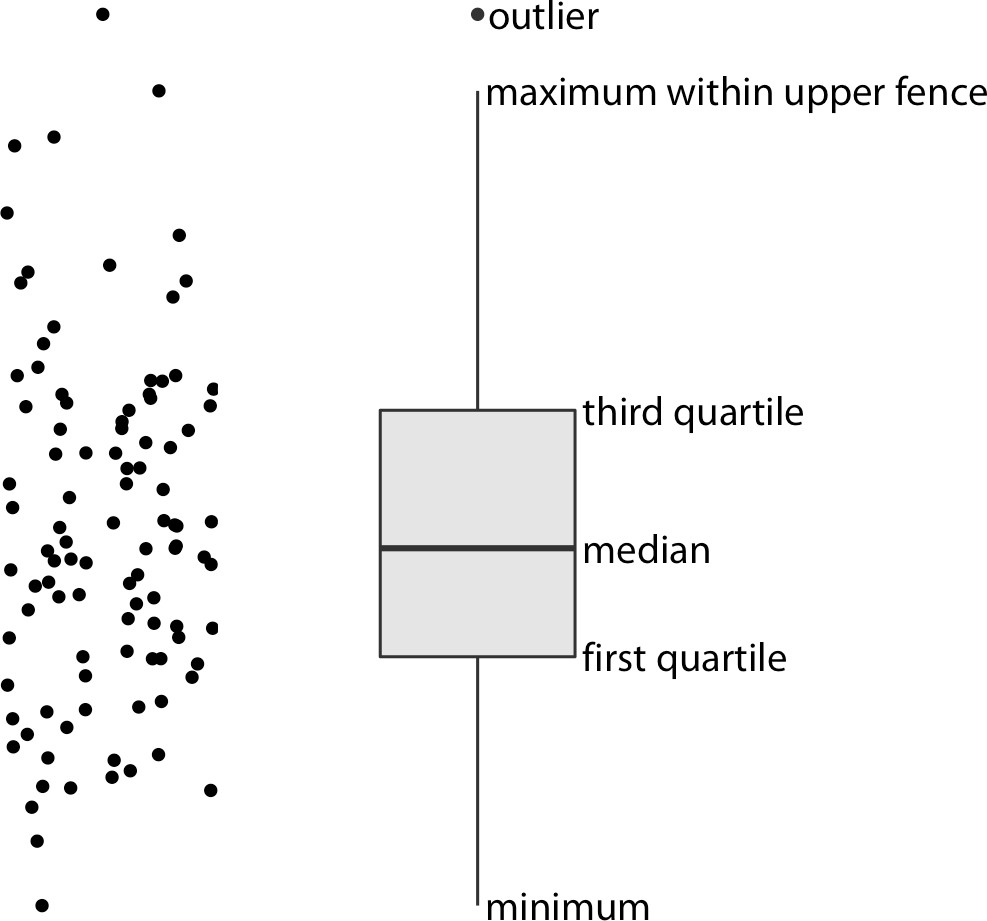 outlier
maximum within upper fence
third quartile
median
first quartile
minimum